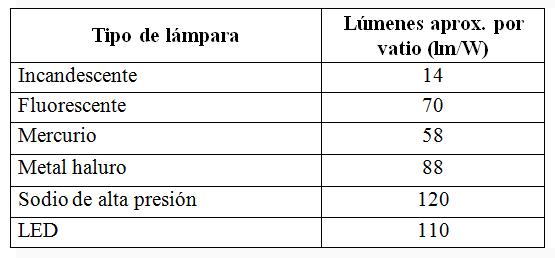 Tipo de lámpara
Lúmenes aprox. por
vatio (lm/W)
Incandescente 14
Fluorescente 70
Mercurio 58
Metal haluro 88
Sodio de alta presión 120
LED 110